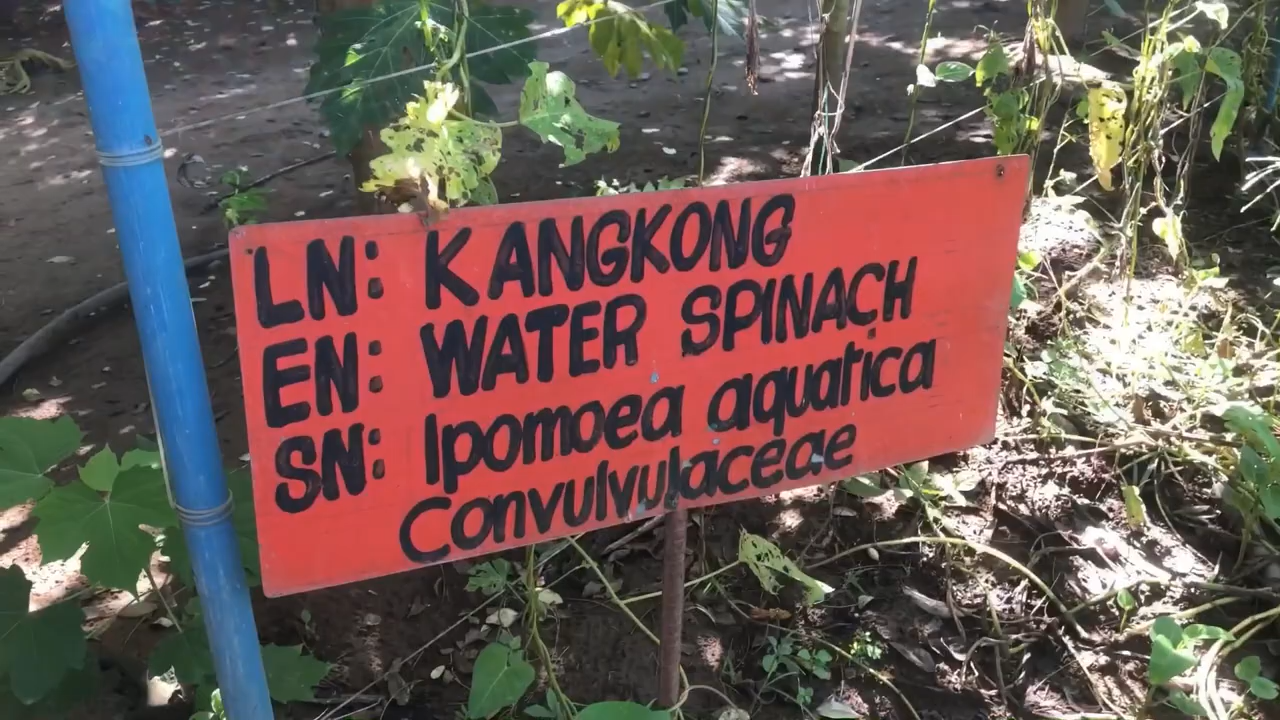 LN: KANGKONG
EN: WATER SPINACH
SN: Ipomoea aquatica
Convulvulaceae